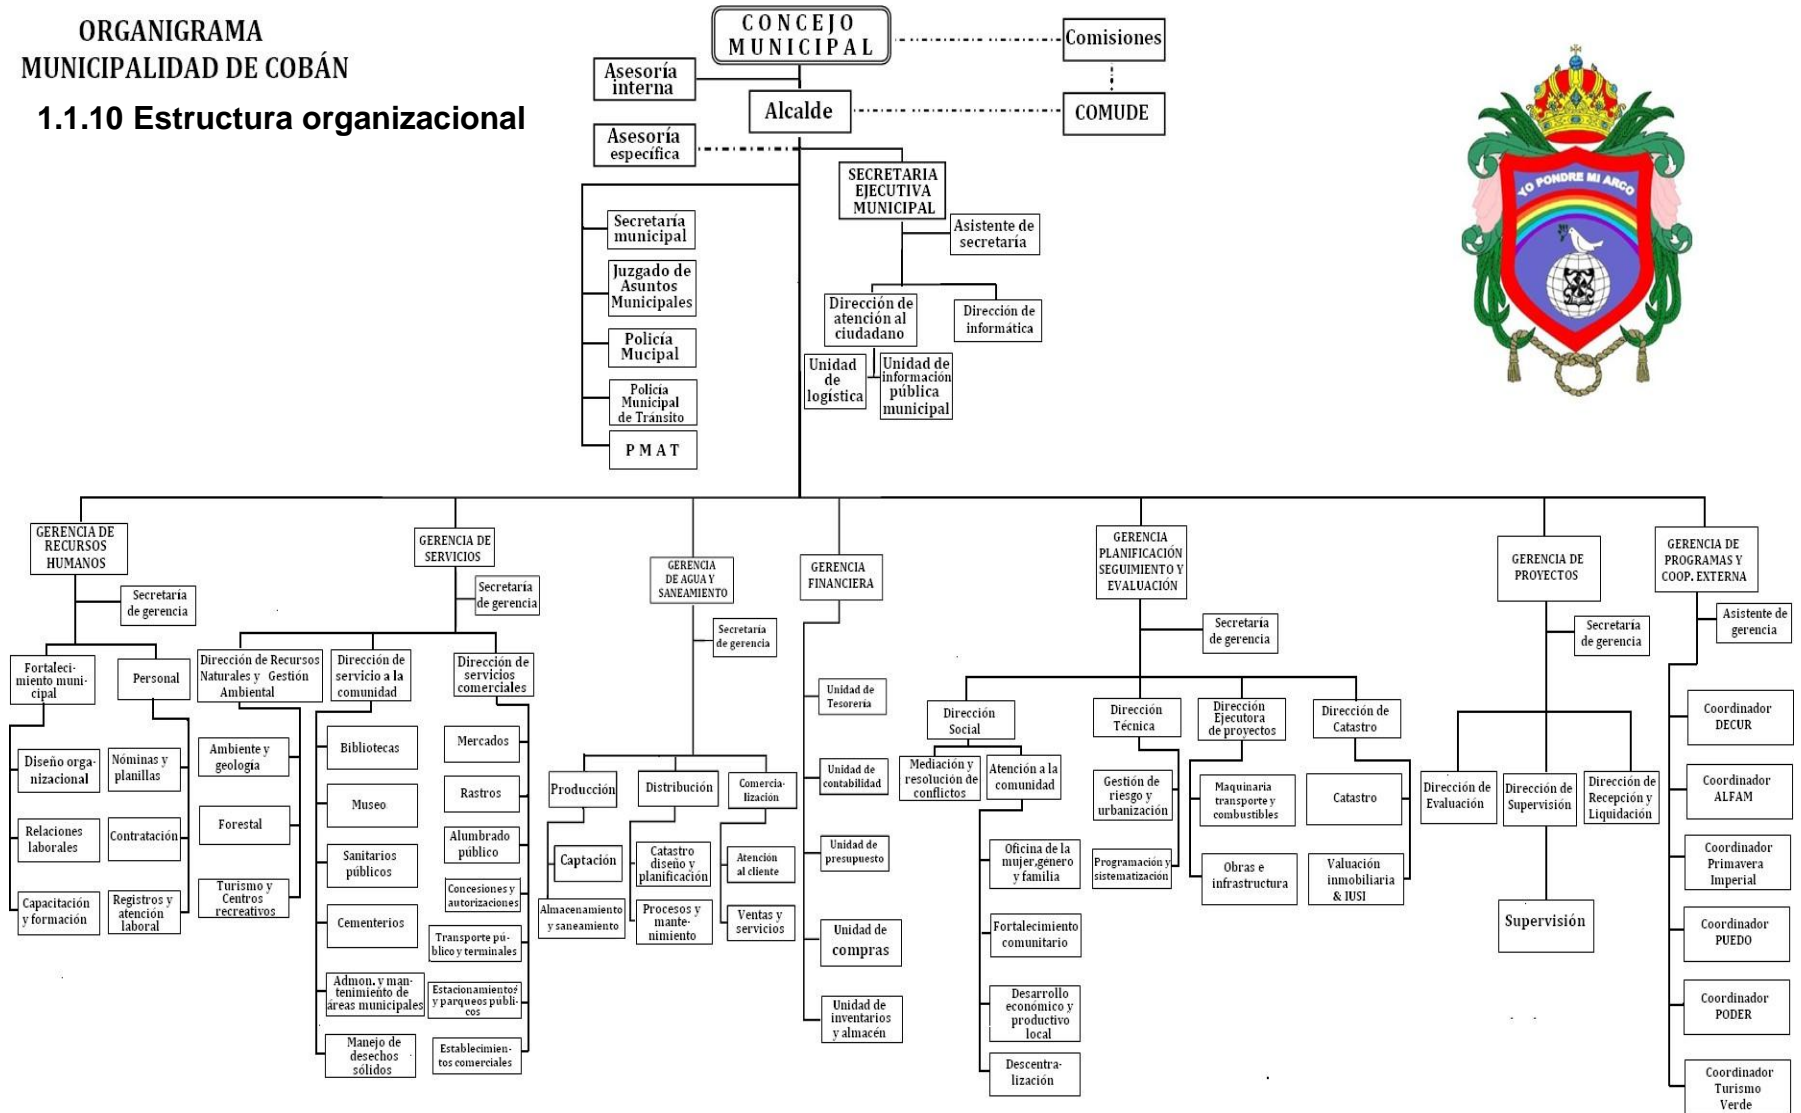 ORGANIGRAMA
MUNICIPALIDAD DE COBÁN
1.1.10 Estructura organizacional
CONCEJO
MUNICIPAL
Comisiones
Asesoría
interna
Alcalde
COMUDE
Asesoría
específica
SECRETARIA
EJECUTIVA
MUNICIPAL
Asistente de
secretaría
Secretaría
municipal
Juzgado de
Asuntos
Municipales
Policía
Mucipal
Policía
Municipal
de Tránsito
P M A T
Dirección de
atención al
ciudadano
Dirección de
informática
Unidad
de
logística
Unidad de
información
pública
municipal
YO PONDRE MI ARCO
GERENCIA DE
RECURSOS
HUMANOS
Secretaría
de gerencia
Fortaleci-
miento muni-
cipal
Personal
Diseño orga-
nizacional
Relaciones
laborales
Capacitación
y formación
Nóminas y
planillas
Contratación
Registros y
atención
laboral
GERENCIA DE
SERVICIOS
Secretaría
de gerencia
Dirección de Recursos
Naturales y Gestión
Ambiental
Dirección de
servicio a la
comunidad
Dirección de
servicios
comerciales
Ambiente y
geología
Forestal
Turismo y
Centros
recreativos
Bibliotecas
Museo
Sanitarios
públicos
Cementerios
Admon. y man-
tenimiento de
áreas municipales
Manejo de
desechos
sólidos
Mercados
Rastros
Alumbrado
público
Concesiones y
autorizaciones
Transporte pú-
blico y terminales
Estacionamientos
y parqueos públi-
cos
Establecimien-
tos comerciales
GERENCIA
DE AGUA Y
SANEAMIENTO
Secretaría
de gerencia
Producción
Distribución
Comercia-
lización
Captación
Almacenamiento
y saneamiento
Catastro
diseño y
planificación
Procesos y
mante-
nimiento
Atención
al cliente
Ventas y
servicios
GERENCIA
FINANCIERA
Unidad de
Tesorería
Unidad de
contabilidad
Unidad de
presupuesto
Unidad de
compras
Unidad de
inventarios
y almacén
GERENCIA
PLANIFICACIÓN
SEGUIMIENTO Y
EVALUACIÓN
Secretaría
de gerencia
Dirección
Social
Dirección
Técnica
Dirección
Ejecutora
de proyectos
Dirección de
Catastro
Mediación y
resolución de
conflictos
Atención a la
comunidad
Oficina de la
mujer,género
y familia
Fortalecimiento
comunitario
Desarrollo
económico y
productivo
local
Descentra-
lización
Gestión de
riesgo y
urbanización
Programación y
sistematización
Maquinaria
transporte y
combustibles
Obras e
infrastructura
Catastro
Valuación
inmobiliaria
& IUSI
GERENCIA DE
PROYECTOS
Secretaría
de gerencia
Dirección de
Evaluación
Dirección de
Supervisión
Dirección de
Recepción y
Liquidación
Supervisión
GERENCIA DE
PROGRAMAS Y
COOP. EXTERNA
Asistente de
gerencia
Coordinador
DECUR
Coordinador
ALFAM
Coordinador
Primavera
Imperial
Coordinador
PUEDO
Coordinador
PODER
Coordinador
Turismo
Verde